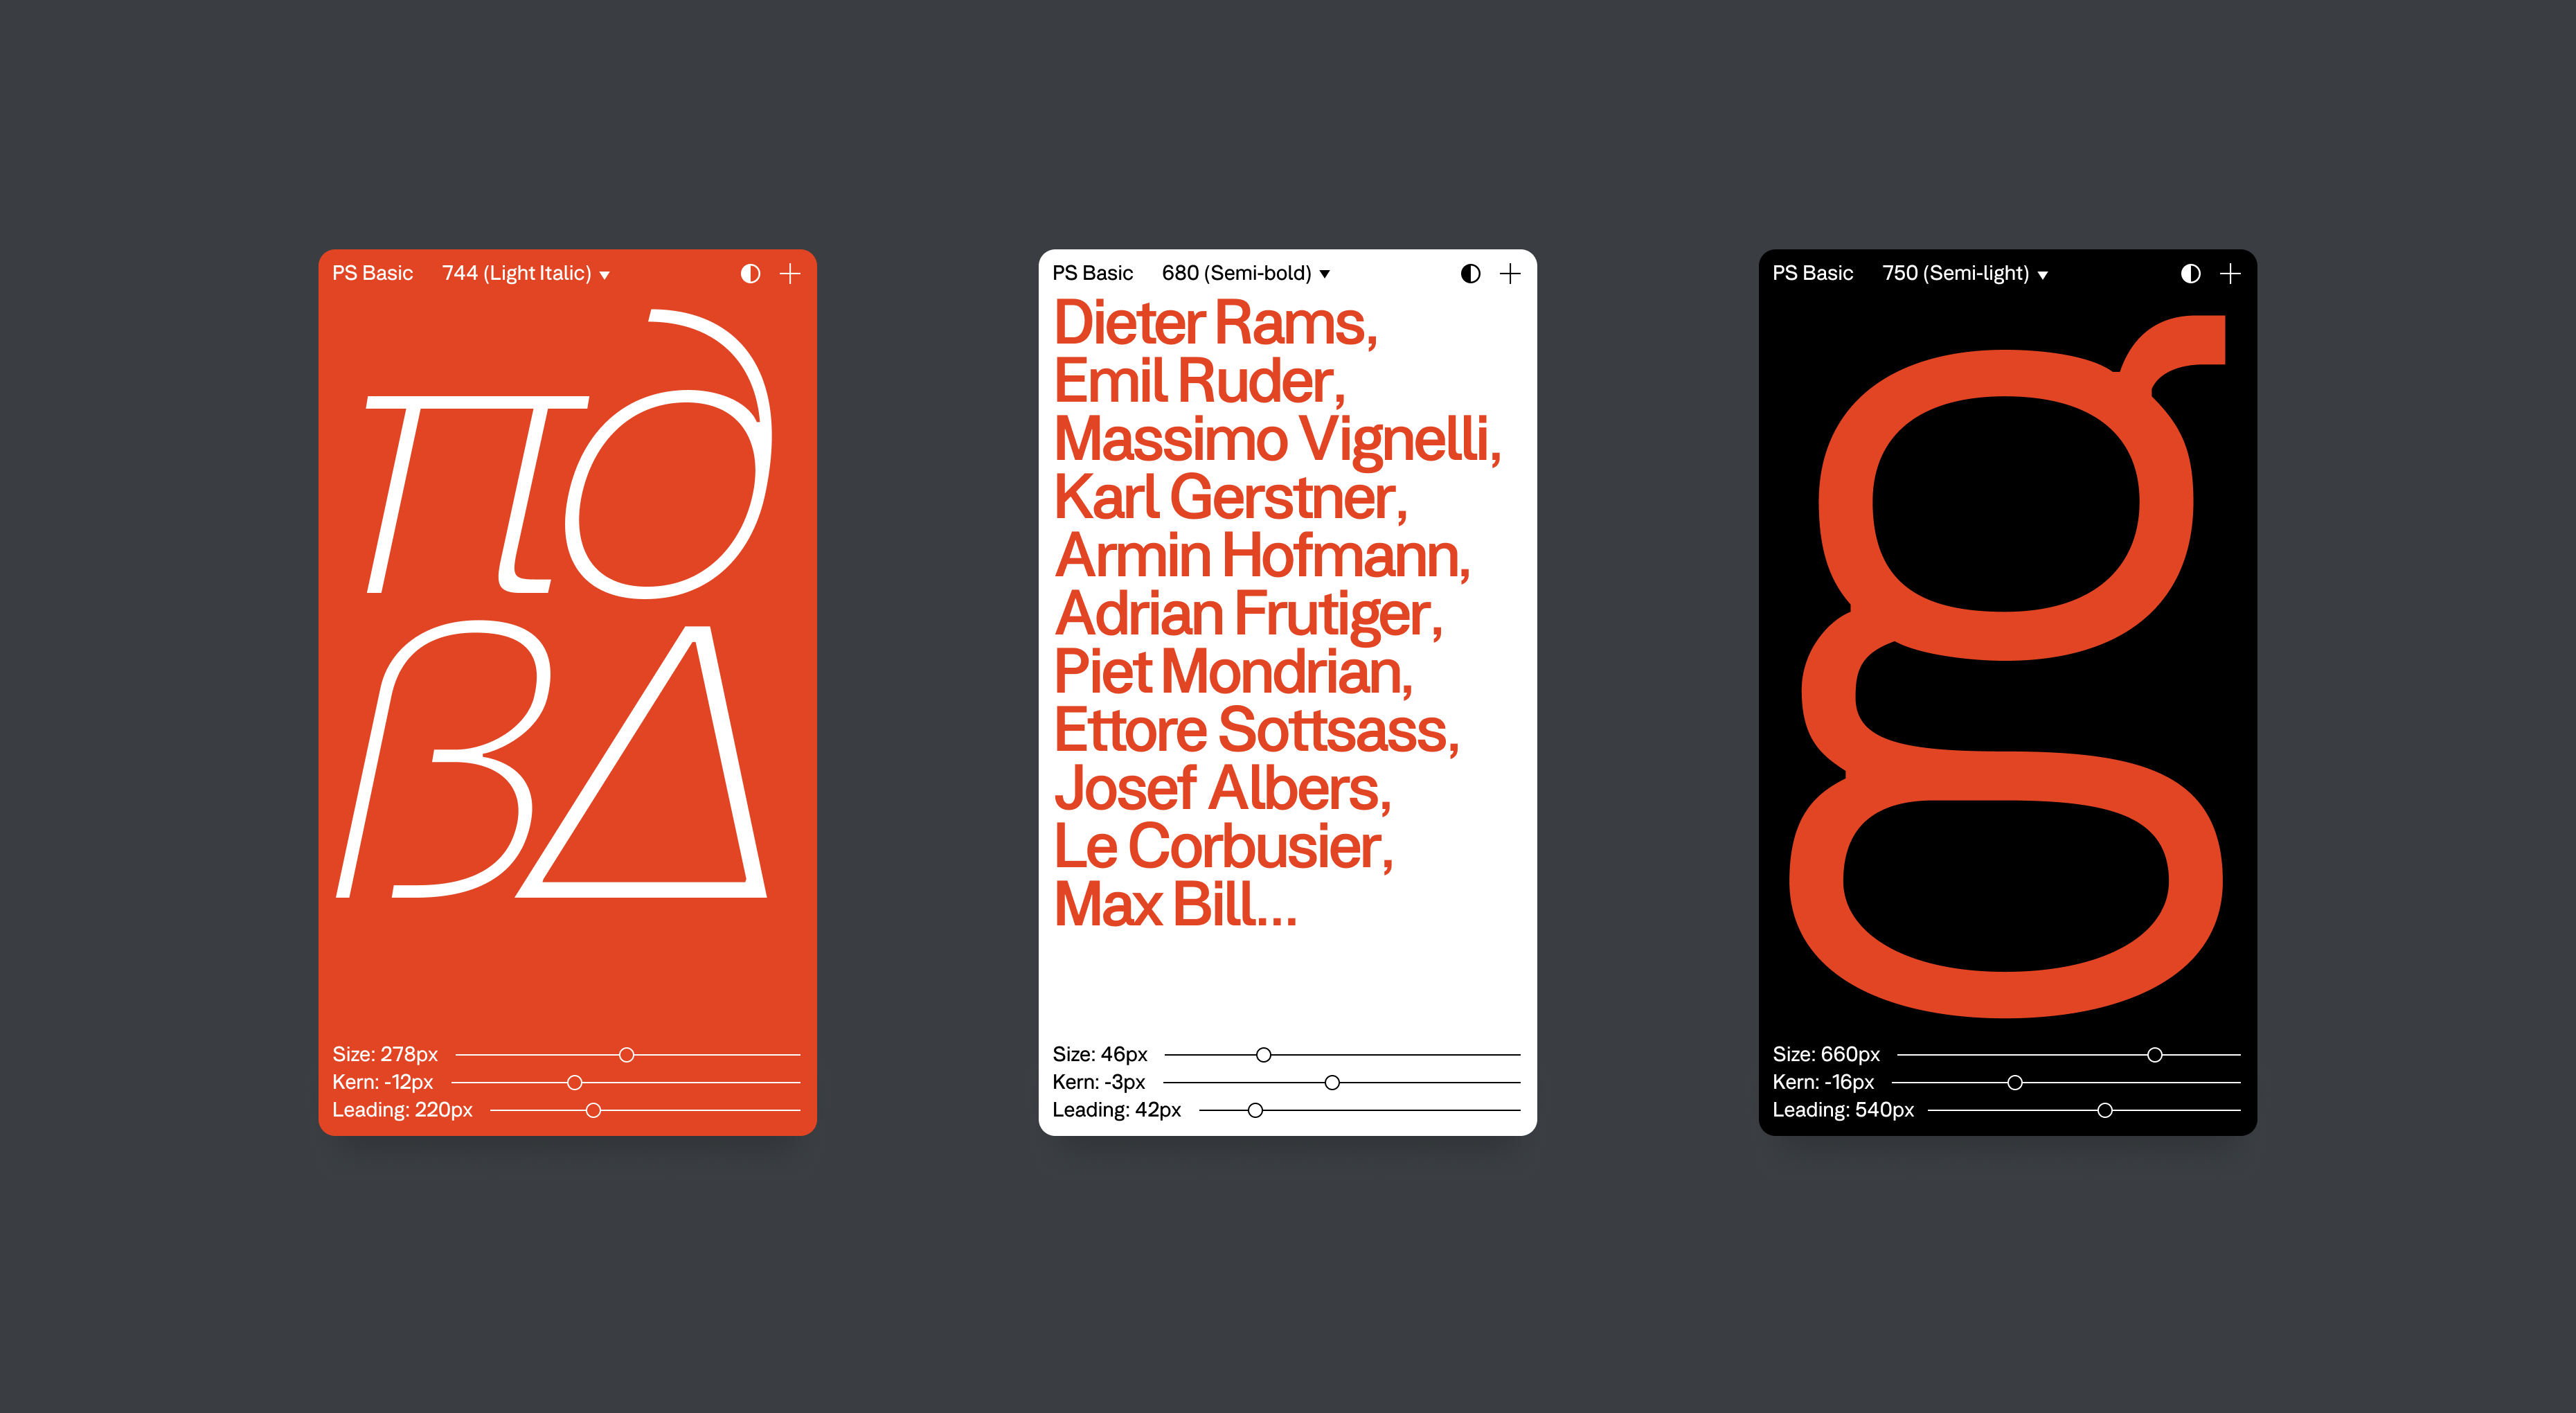 PS Basic 744 (Light Italic) ▼
π∂
ß∆
Size: 278px
Kern: -12px
Leading: 220px
PS Basic 680 (Semi-bold) ▼
Dieter Rams,
Emil Ruder,
Massimo Vignelli,
Karl Gerstner,
Armin Hofmann,
Adrian Frutiger,
Piet Mondrian,
Ettore Sottsass,
Josef Albers,
Le Corbusier,
Max Bill...
Size: 46px
Kern: -3px
Leading: 42px
PS Basic 750 (Semi-light) ▼
g
Size: 660px
Kern: -16px
Leading: 540px